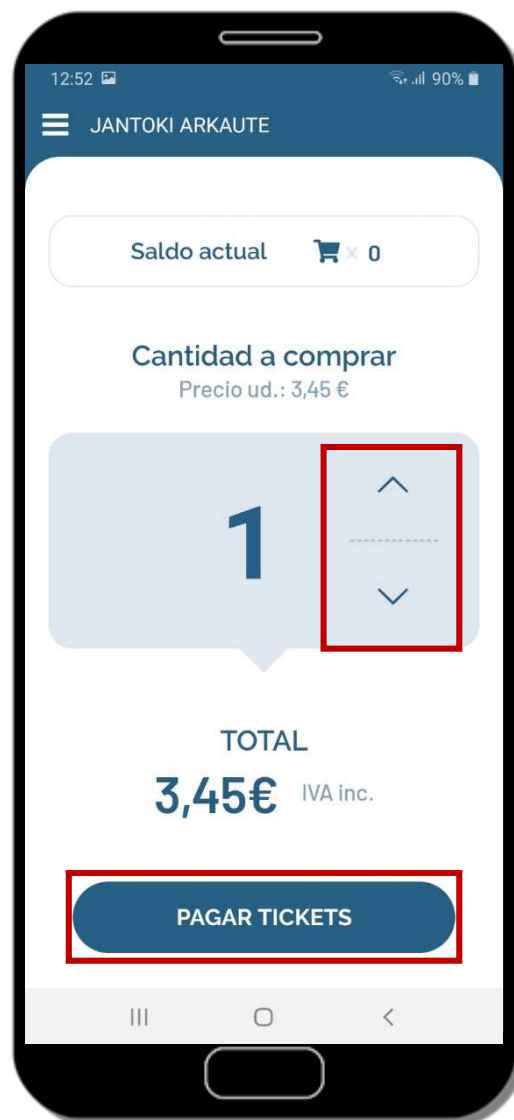 12:52 90%
JANTOKI ARKAUTE
Saldo actual x 0
Cantidad a comprar
Precio ud.: 3,45 €
1
TOTAL
3,45€ IVA inc.
PAGAR TICKETS